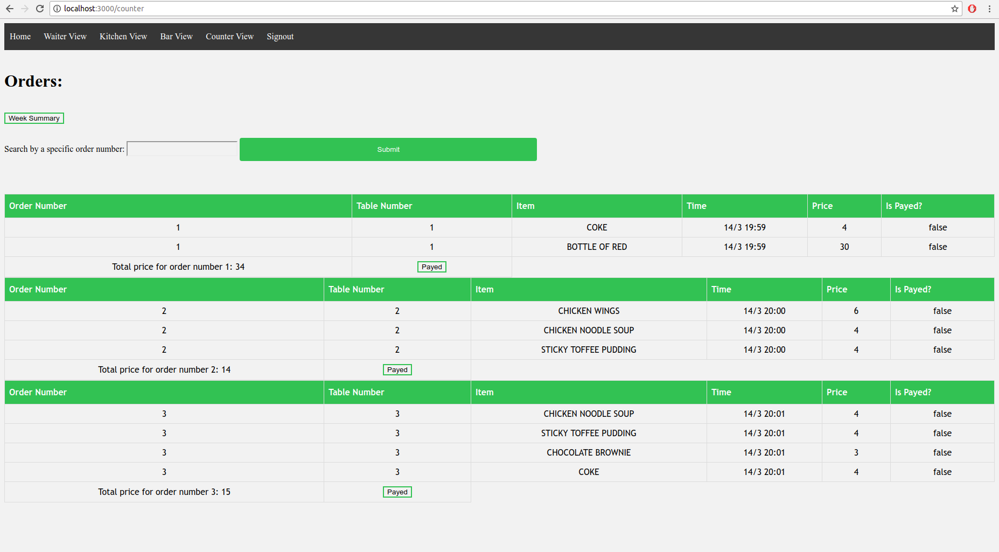 localhost:3000/counter
Home Waiter View Kitchen View Bar View Counter View Signout
Orders:
Week Summary
Search by a specific order number: Submit
Order Number Table Number Item Time Price Is Payed?
1 1 COKE 14/3 19:59 4 false
1 1 BOTTLE OF RED 14/3 19:59 30 false
Total price for order number 1: 34 Payed
Order Number Table Number Item Time Price Is Payed?
2 2 CHICKEN WINGS 14/3 20:00 6 false
2 2 CHICKEN NOODLE SOUP 14/3 20:00 4 false
2 2 STICKY TOFFEE PUDDING 14/3 20:00 4 false
Total price for order number 2: 14 Payed
Order Number Table Number Item Time Price Is Payed?
3 3 CHICKEN NOODLE SOUP 14/3 20:01 4 false
3 3 STICKY TOFFEE PUDDING 14/3 20:01 4 false
3 3 CHOCOLATE BROWNIE 14/3 20:01 3 false
3 3 COKE 14/3 20:01 4 false
Total price for order number 3: 15 Payed